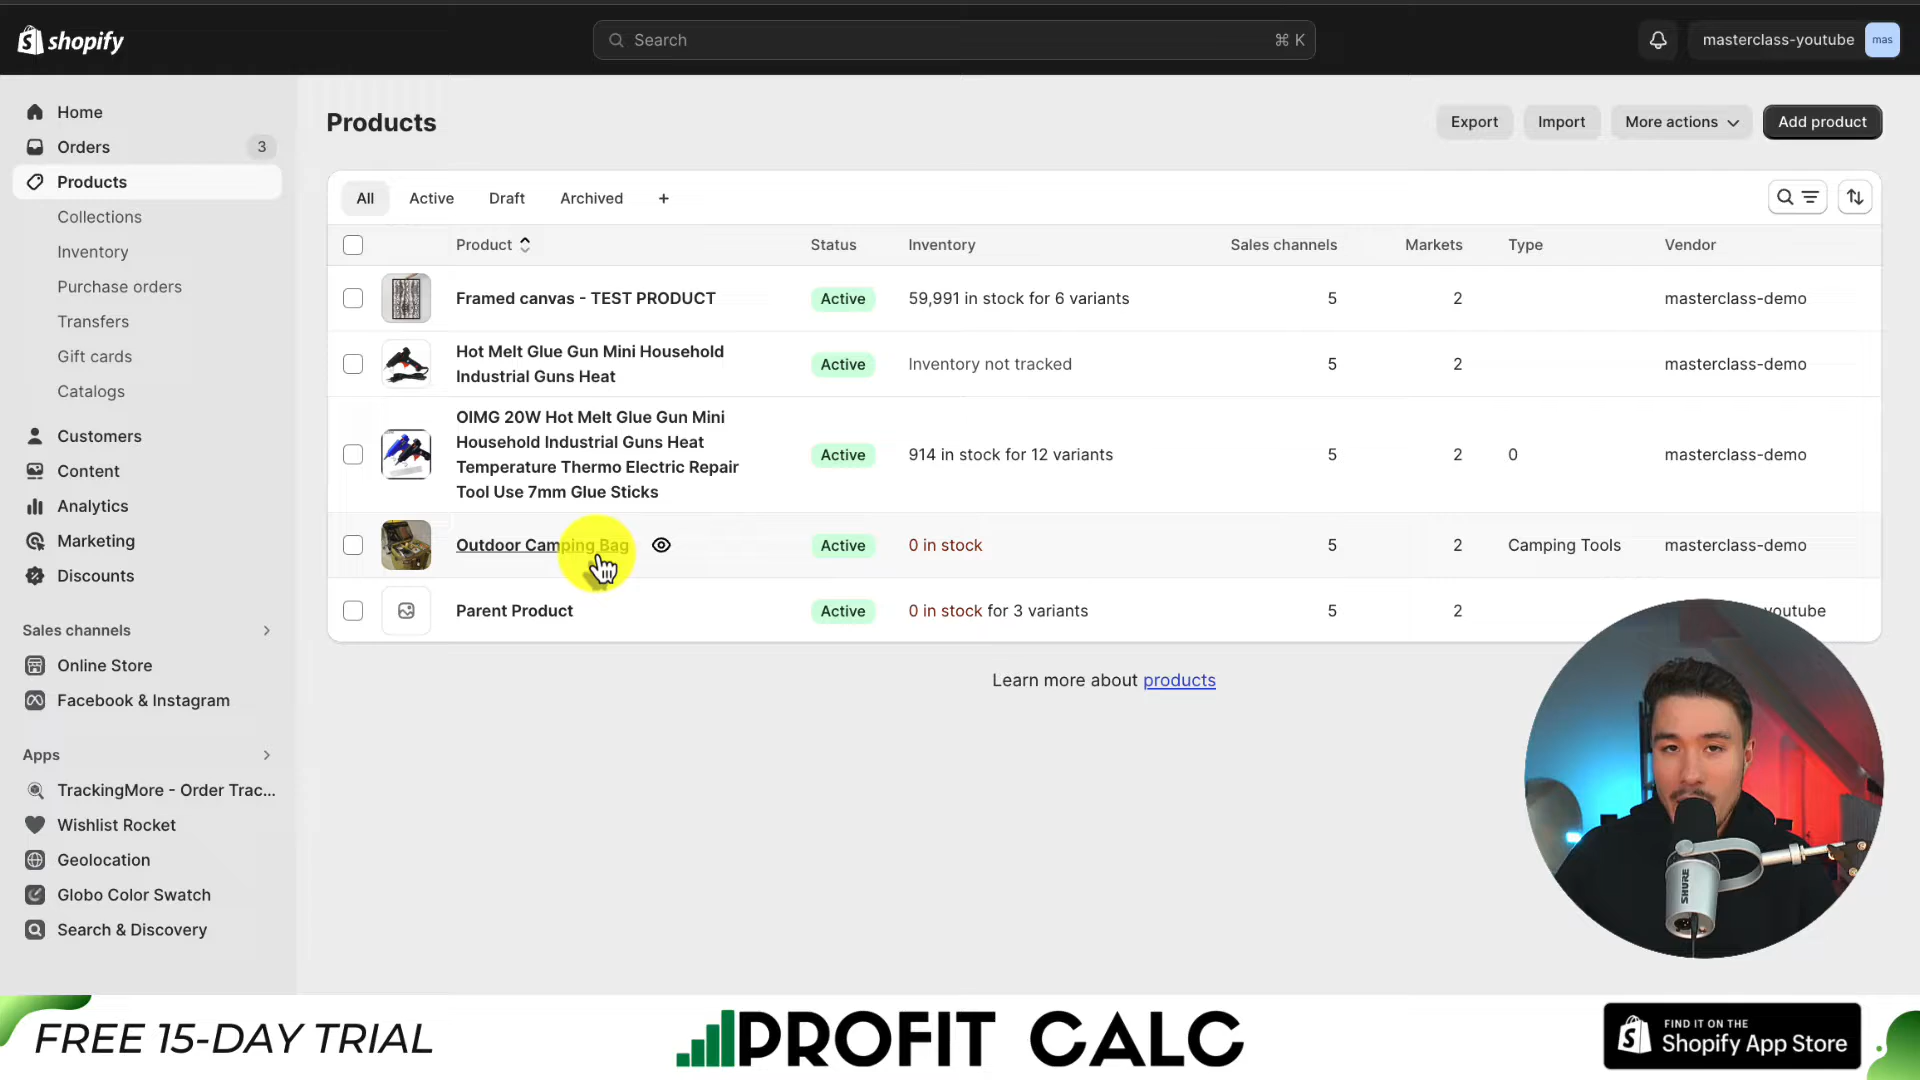 shopify
Search
⌘ K
masterclass-youtube
mas
Home
Orders
3
Products
Collections
Inventory
Purchase orders
Transfers
Gift cards
Catalogs
Customers
Content
Analytics
Marketing
Discounts
Sales channels
Online Store
Facebook & Instagram
Apps
TrackingMore - Order Trac...
Wishlist Rocket
Geolocation
Globo Color Swatch
Search & Discovery
Products
Export
Import
More actions
Add product
All
Active
Draft
Archived
+
Product
Status
Inventory
Sales channels
Markets
Type
Vendor
Framed canvas - TEST PRODUCT
Active
59,991 in stock for 6 variants
5
2
masterclass-demo
Hot Melt Glue Gun Mini Household
Industrial Guns Heat
Active
Inventory not tracked
5
2
masterclass-demo
OIMG 20W Hot Melt Glue Gun Mini
Household Industrial Guns Heat
Temperature Thermo Electric Repair
Tool Use 7mm Glue Sticks
Active
914 in stock for 12 variants
5
2
0
masterclass-demo
Outdoor Camping Bag
Active
0 in stock
5
2
Camping Tools
masterclass-demo
Parent Product
Active
0 in stock for 3 variants
5
2
youtube
Learn more about products
SHURE
FREE 15-DAY TRIAL
PROFIT CALC
FIND IT ON THE
Shopify App Store